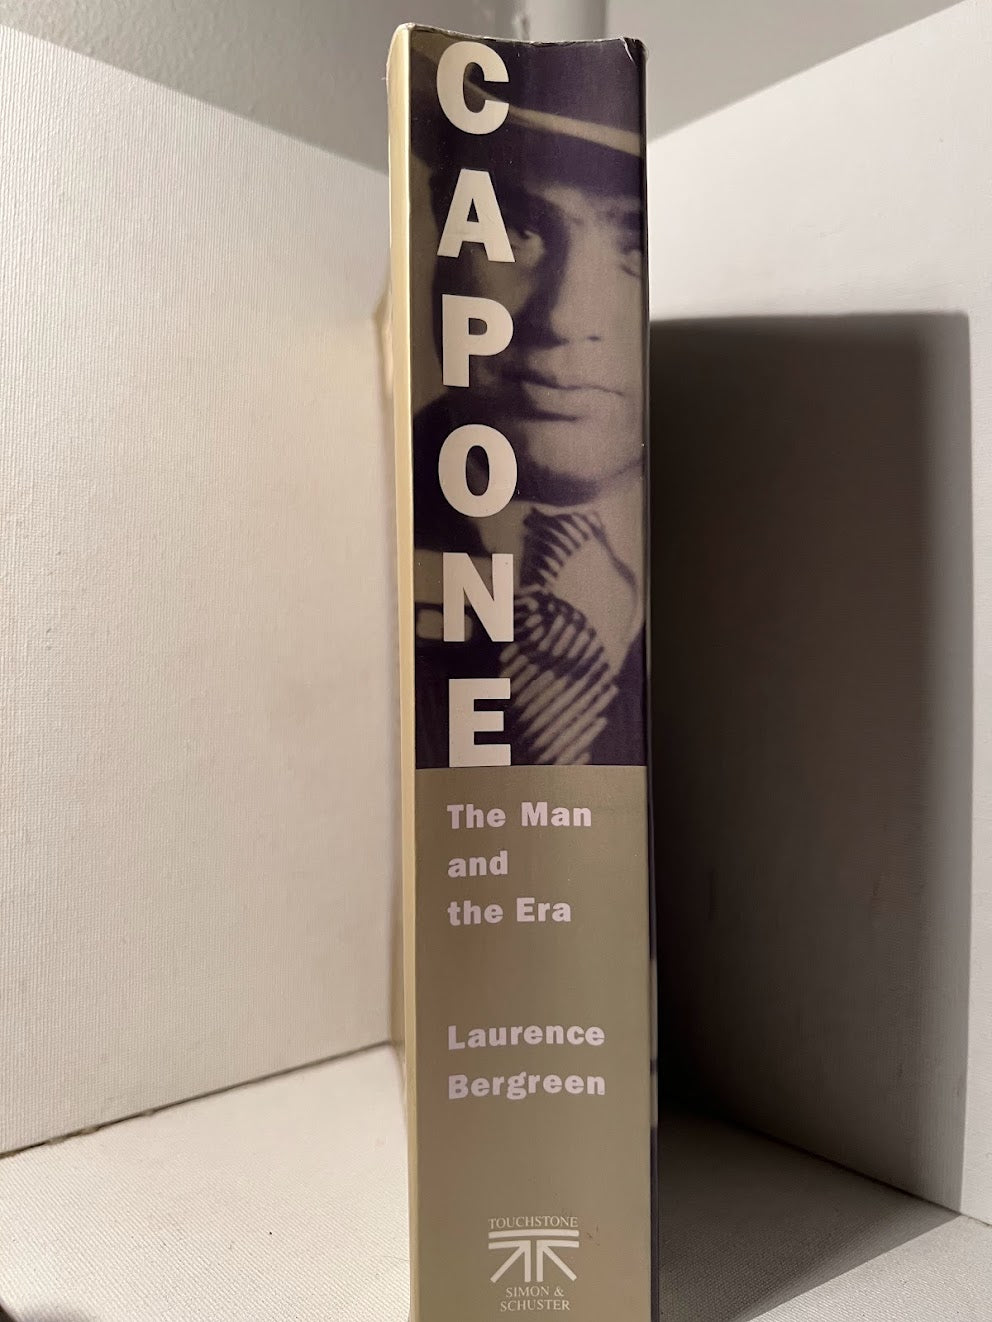 CAPONE
The Man
and
the Era
Laurence
Bergreen
TOUCHSTONE
SIMON &
SCHUSTER